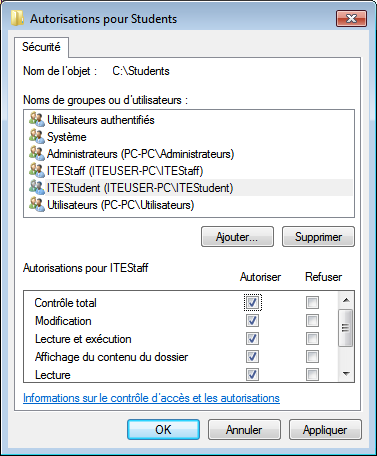 Autorisations pour Students
Sécurité
Nom de l'objet : C:\Students
Noms de groupes ou d'utilisateurs :
Utilisateurs authentifiés
Système
Administrateurs (PC-PC\Administrateurs)
ITEStaff (ITEUSER-PC\ITEStaff)
ITEStudent (ITEUSER-PC\ITEStudent)
Utilisateurs (PC-PC\Utilisateurs)
Ajouter... Supprimer
Autorisations pour ITEStaff Autoriser Refuser
Contrôle total
Modification
Lecture et exécution
Affichage du contenu du dossier
Lecture
Informations sur le contrôle d'accès et les autorisations
OK Annuler Appliquer